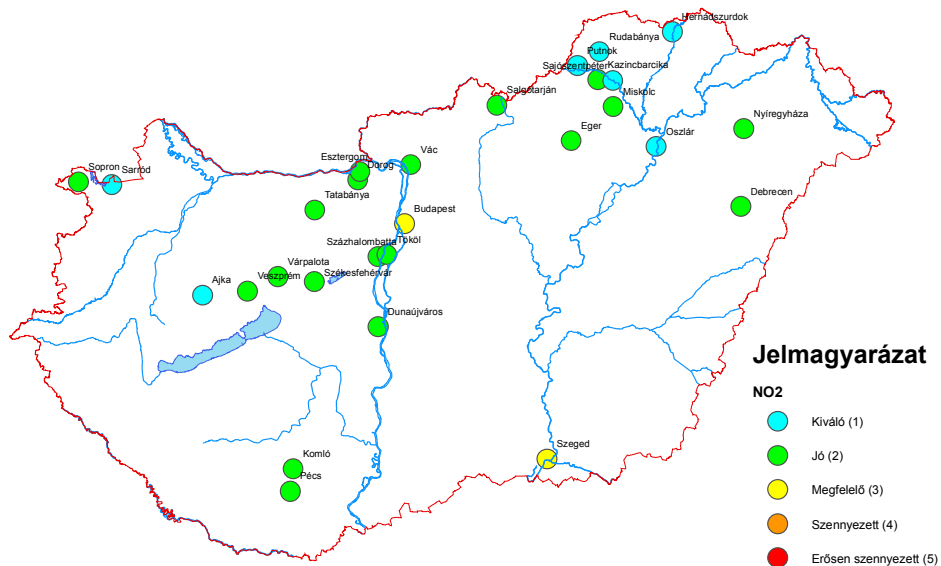 Hernádszurdok
Rudabánya
Putnok
Sajószentpéter
Kazincbarcika
Salgótarján
Miskolc
Nyíregyháza
Eger
Oszlár
Vác
Esztergom
Dorog
Sopron
Sarród
Tatabánya
Debrecen
Budapest
Százhalombatta
Tököl
Várpalota
Ajka
Veszprém
Székesfehérvár
Dunaújváros
Szeged
Komló
Pécs
Jelmagyarázat
NO2
Kiváló (1)
Jó (2)
Megfelelő (3)
Szennyezett (4)
Erősen szennyezett (5)